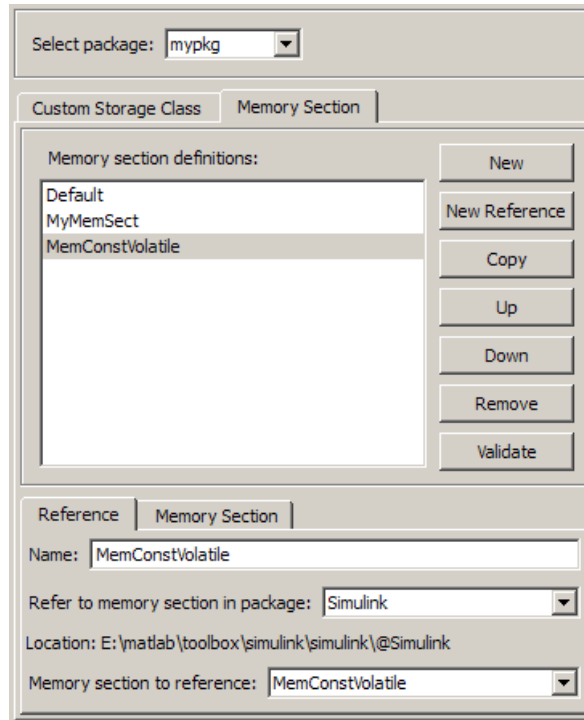 Select package: mypkg
Custom Storage Class Memory Section
Memory section definitions:
Default
MyMemSect
MemConstVolatile
New
New Reference
Copy
Up
Down
Remove
Validate
Reference Memory Section
Name: MemConstVolatile
Refer to memory section in package: Simulink
Location: E:\matlab\toolbox\simulink\simulink\@Simulink
Memory section to reference: MemConstVolatile